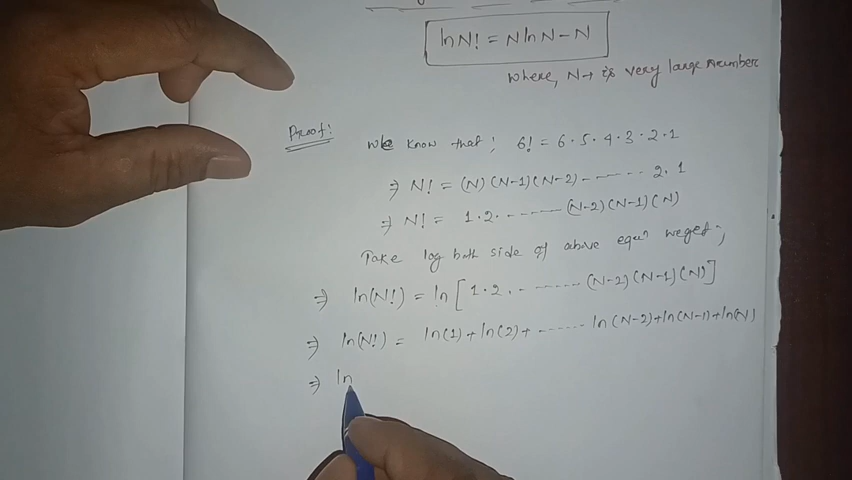 ln N! = N ln N - N
where, N → is very large number
Proof:
We know that; 6! = 6 · 5 · 4 · 3 · 2 · 1
⇒ N! = (N) (N-1) (N-2) - ------ · 2 · 1
⇒ N! = 1 · 2 · - ------ (N-2) (N-1) (N)
Take log both side of above equⁿ we get ;
⇒ ln(N!) = ln [ 1 · 2 · - ------ (N-2) (N-1) (N) ]
⇒ ln(N!) = ln(1) + ln(2) + ------ ln(N-2) + ln(N-1) + ln(N)
⇒ ln